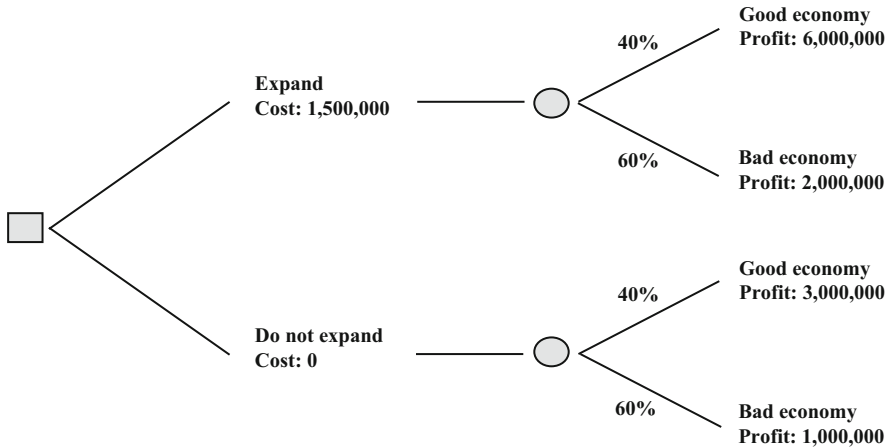 Good economy
Profit: 6,000,000
40%
Expand
Cost: 1,500,000
60%
Bad economy
Profit: 2,000,000
Good economy
Profit: 3,000,000
40%
Do not expand
Cost: 0
60%
Bad economy
Profit: 1,000,000